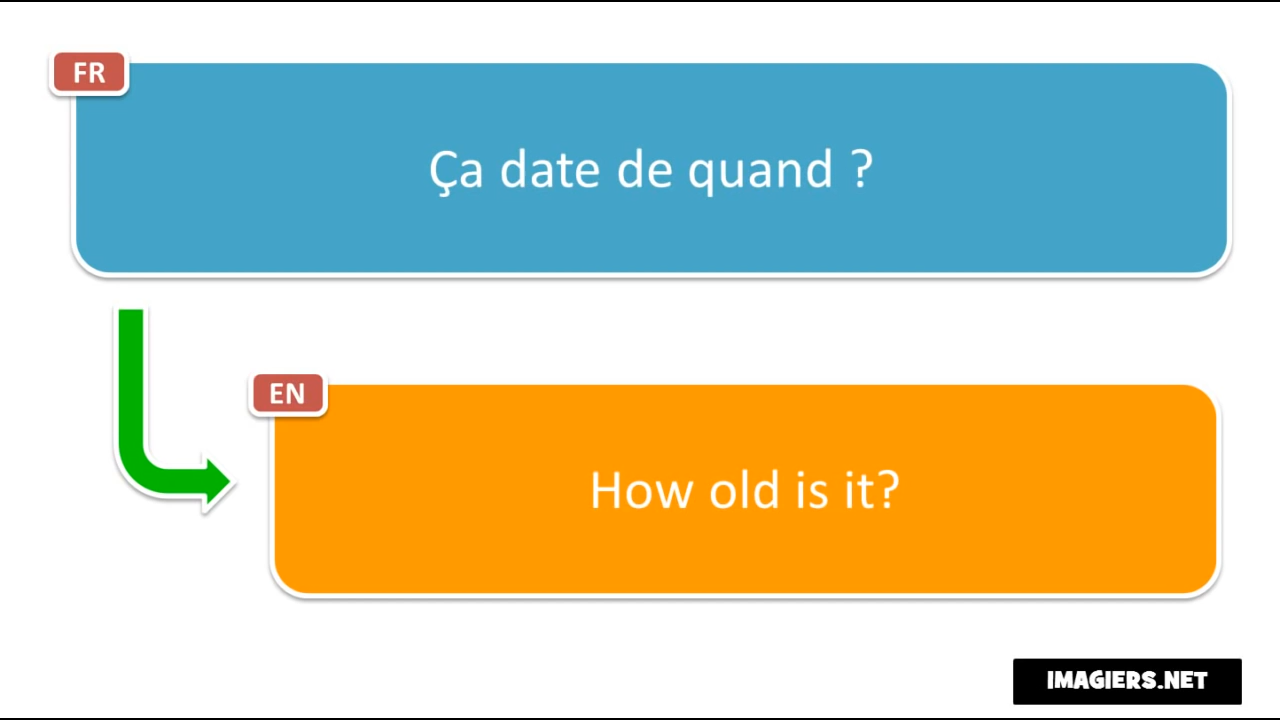 FR
Ça date de quand ?
EN
How old is it?
IMAGIERS.NET